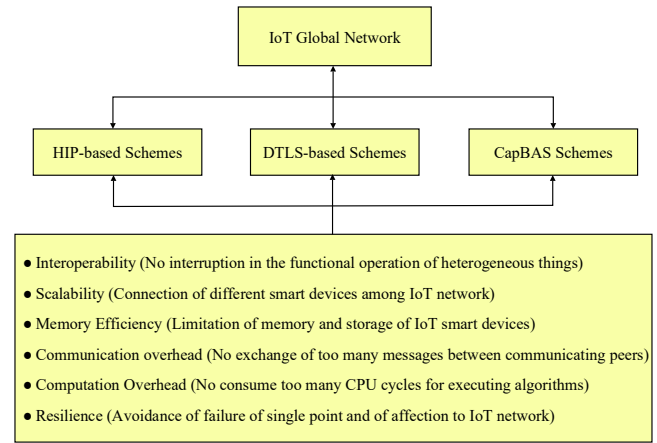 IoT Global Network
HIP-based Schemes
DTLS-based Schemes
CapBAS Schemes
● Interoperability (No interruption in the functional operation of heterogeneous things)
● Scalability (Connection of different smart devices among IoT network)
● Memory Efficiency (Limitation of memory and storage of IoT smart devices)
● Communication overhead (No exchange of too many messages between communicating peers)
● Computation Overhead (No consume too many CPU cycles for executing algorithms)
● Resilience (Avoidance of failure of single point and of affection to IoT network)